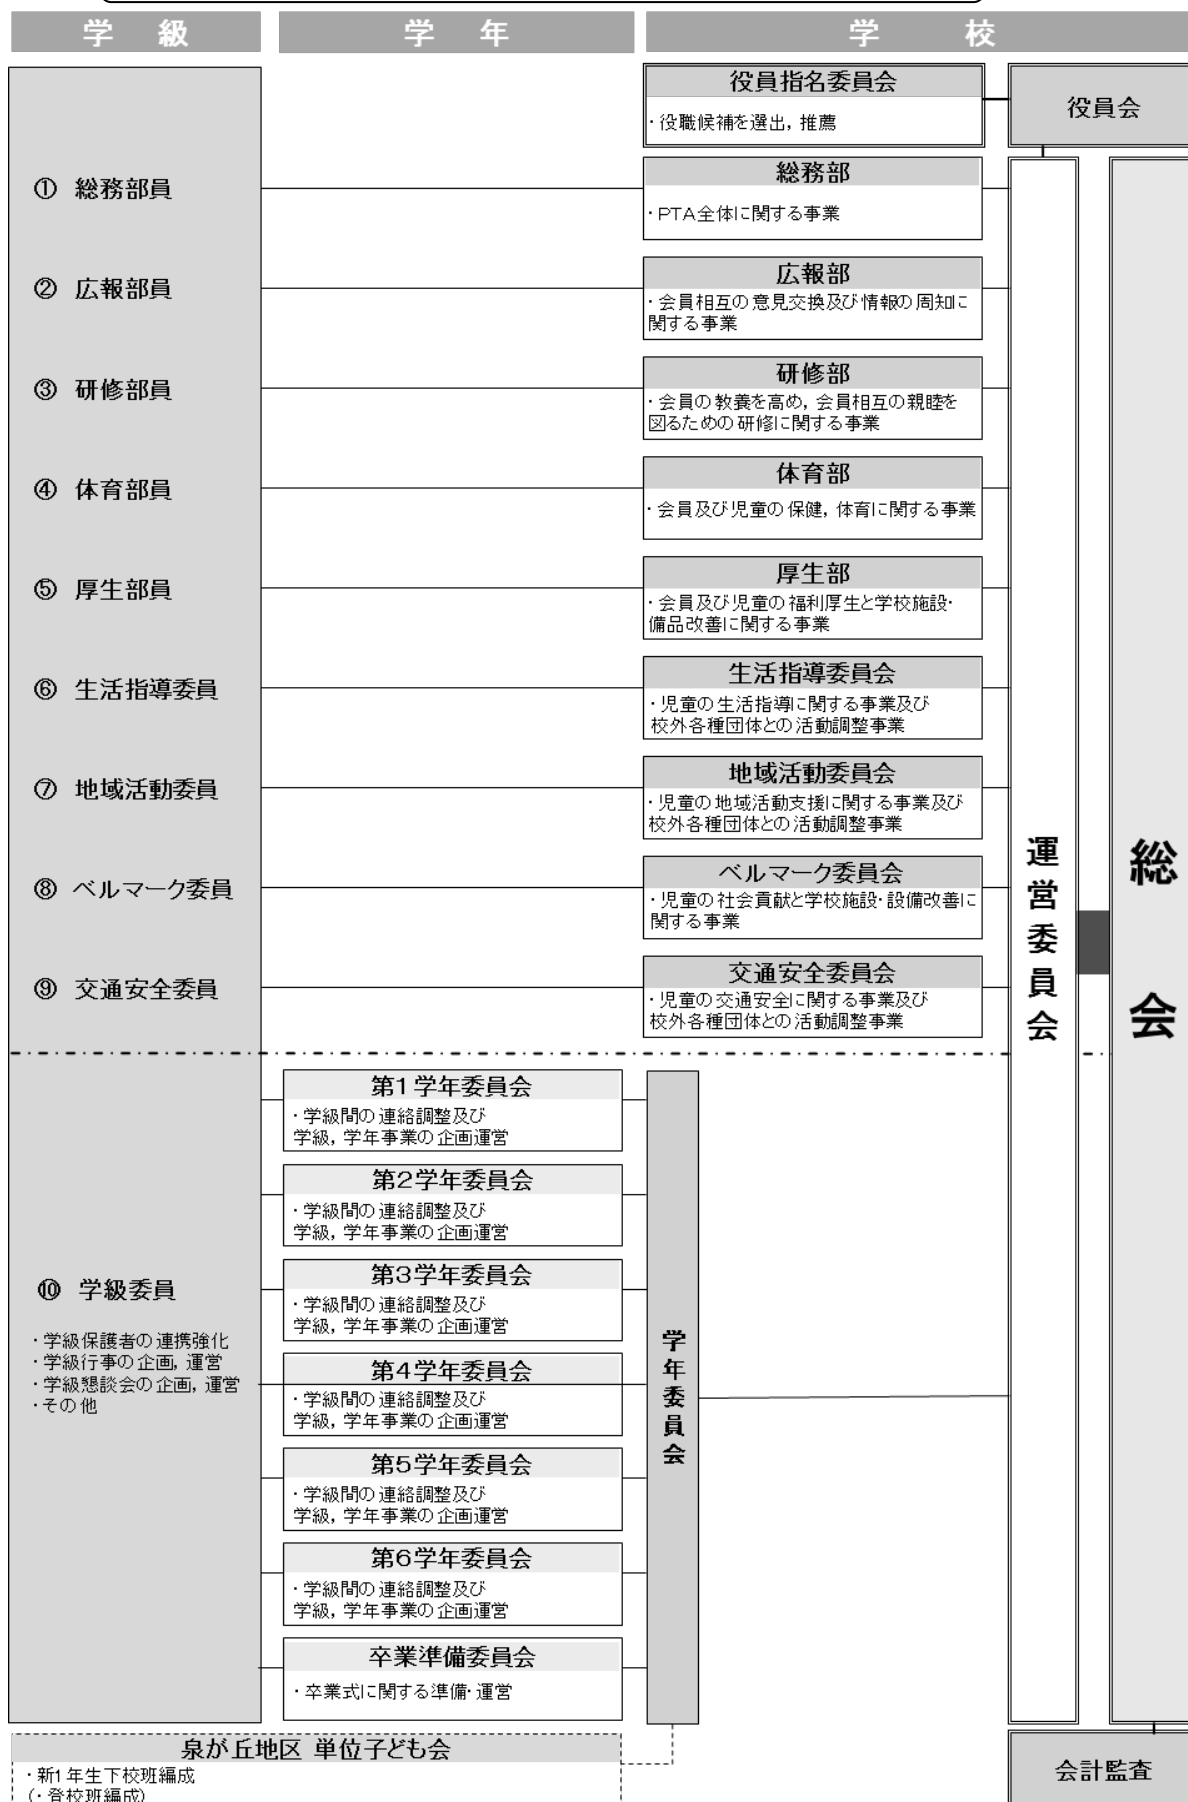 学 級
学 年
学 校
役員指名委員会
・役職候補を選出，推薦
役員会
① 総務部員
総務部
・PTA全体に関する事業
② 広報部員
広報部
・会員相互の意見交換及び情報の周知に
関する事業
③ 研修部員
研修部
・会員の教養を高め，会員相互の親睦を
図るための研修に関する事業
④ 体育部員
体育部
・会員及び児童の保健，体育に関する事業
⑤ 厚生部員
厚生部
・会員及び児童の福利厚生と学校施設・
備品改善に関する事業
⑥ 生活指導委員
生活指導委員会
・児童の生活指導に関する事業及び
校外各種団体との活動調整事業
⑦ 地域活動委員
地域活動委員会
・児童の地域活動支援に関する事業及び
校外各種団体との活動調整事業
⑧ ベルマーク委員
ベルマーク委員会
・児童の社会貢献と学校施設・設備改善に
関する事業
⑨ 交通安全委員
交通安全委員会
・児童の交通安全に関する事業及び
校外各種団体との活動調整事業
運営委員会
総会
第1学年委員会
・学級間の連絡調整及び
学級，学年事業の企画運営
第2学年委員会
・学級間の連絡調整及び
学級，学年事業の企画運営
⑩ 学級委員
・学級保護者の連携強化
・学級行事の企画，運営
・学級懇談会の企画，運営
・その他
第3学年委員会
・学級間の連絡調整及び
学級，学年事業の企画運営
第4学年委員会
・学級間の連絡調整及び
学級，学年事業の企画運営
第5学年委員会
・学級間の連絡調整及び
学級，学年事業の企画運営
第6学年委員会
・学級間の連絡調整及び
学級，学年事業の企画運営
卒業準備委員会
・卒業式に関する準備・運営
学年委員会
泉が丘地区 単位子ども会
・新1年生下校班編成
（・登校班編成）
会計監査